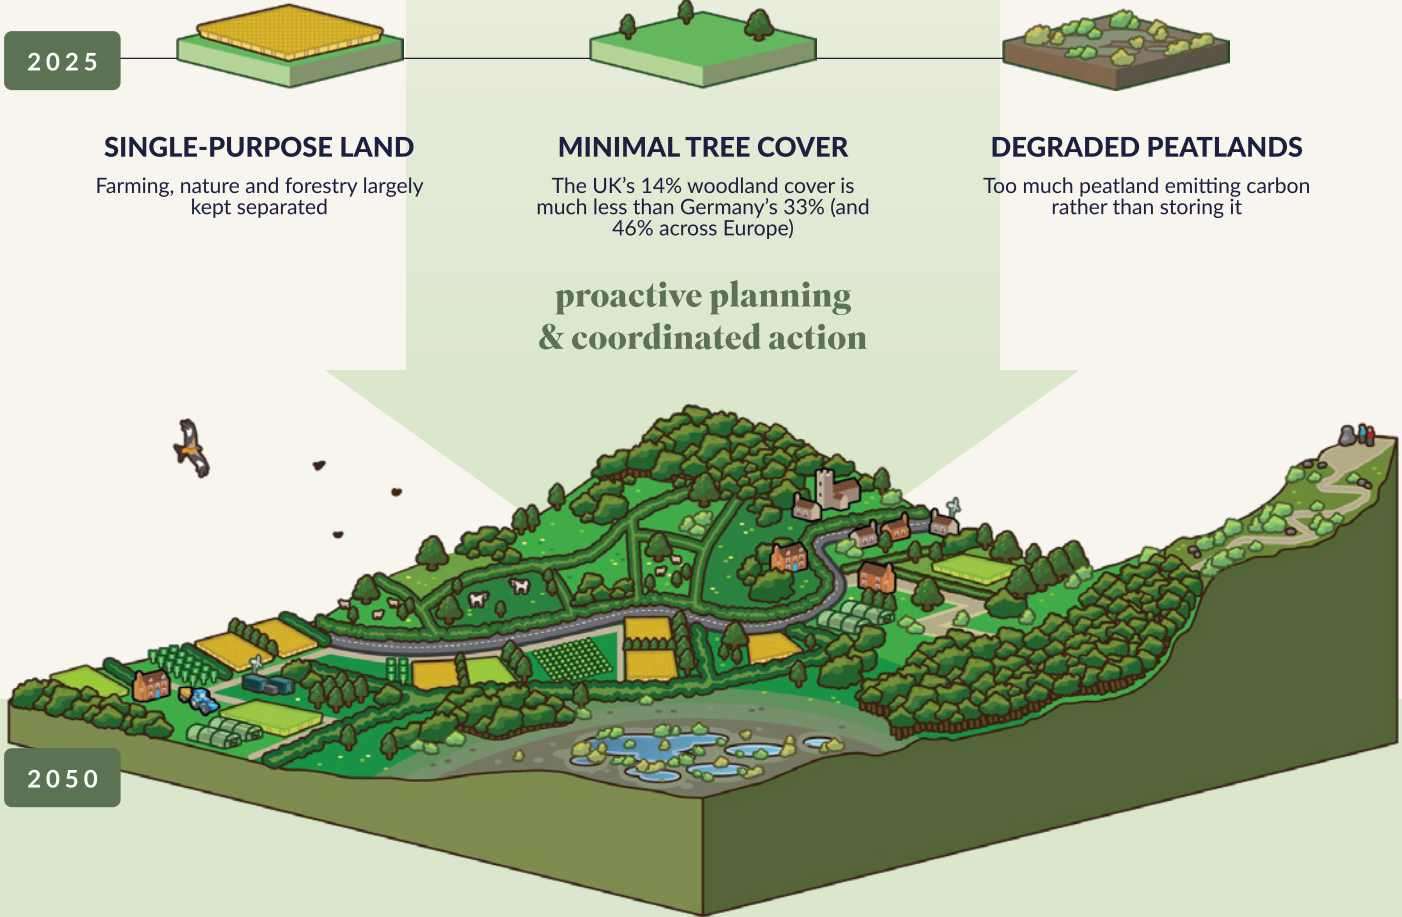 2025
SINGLE-PURPOSE LAND
Farming, nature and forestry largely
kept separated
MINIMAL TREE COVER
The UK’s 14% woodland cover is
much less than Germany’s 33% (and
46% across Europe)
DEGRADED PEATLANDS
Too much peatland emitting carbon
rather than storing it
proactive planning
& coordinated action
2050